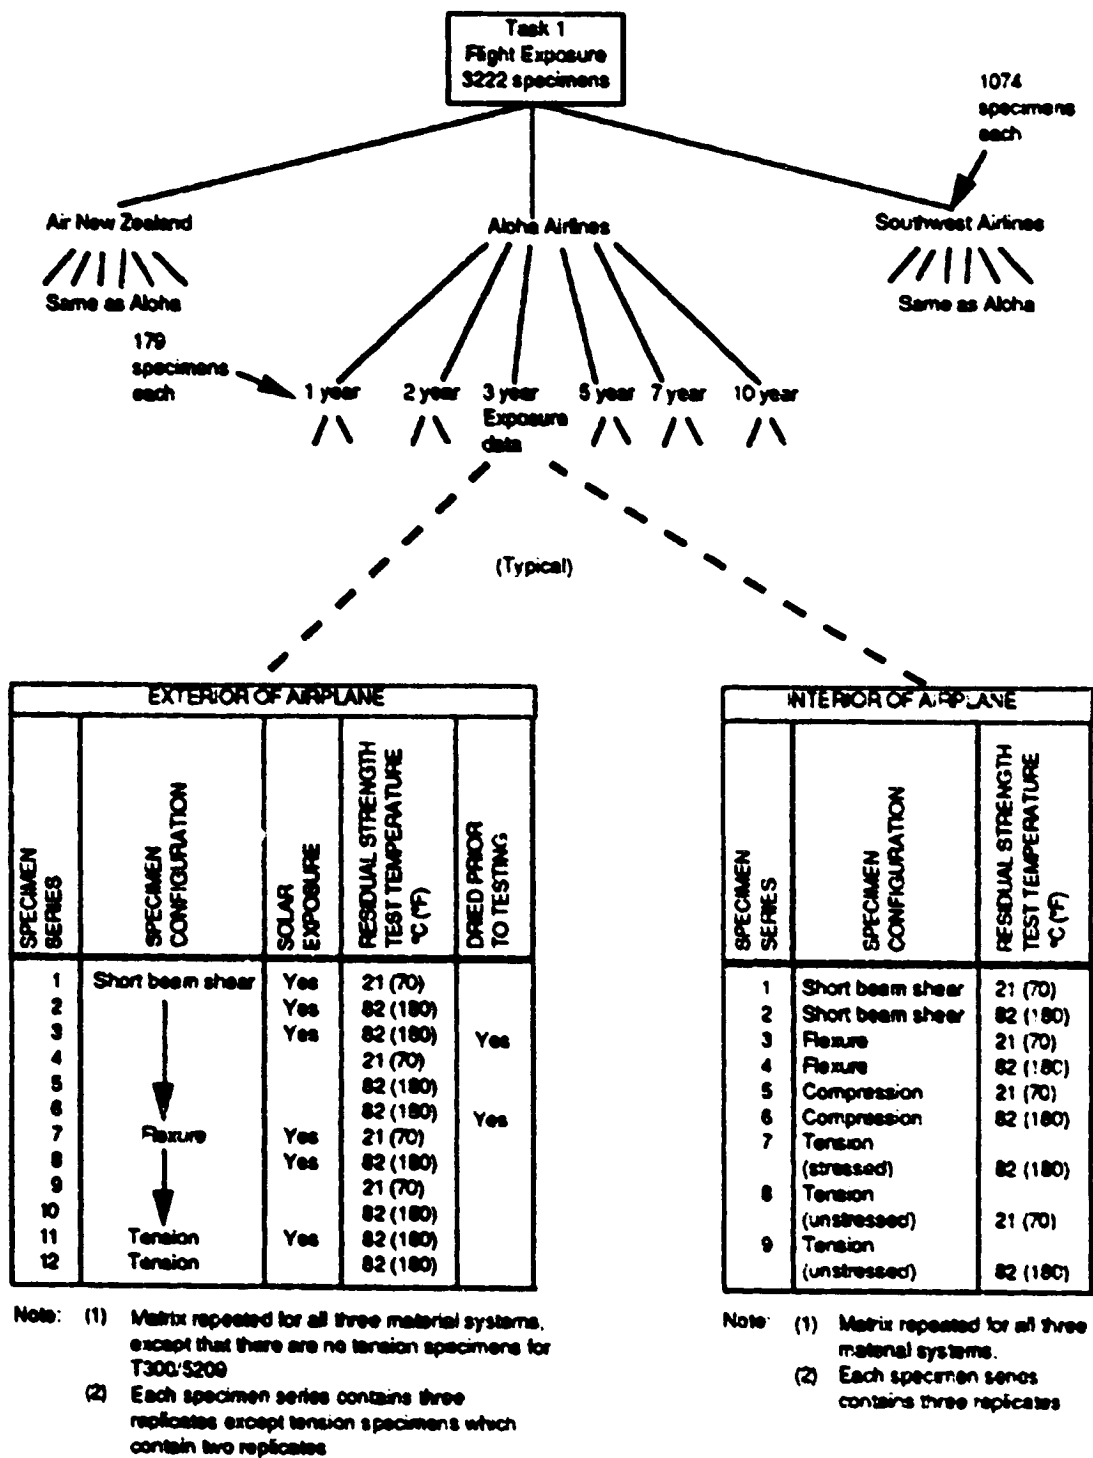 Task 1
Flight Exposure
3222 specimens
1074
specimens
each
Air New Zealand
Aloha Airlines
Southwest Airlines
Same as Aloha
Same as Aloha
179
specimens
each
1 year
2 year
3 year
5 year
7 year
10 year
Exposure
data
(Typical)
EXTERIOR OF AIRPLANE
SPECIMEN SERIES
SPECIMEN CONFIGURATION
SOLAR EXPOSURE
RESIDUAL STRENGTH TEST TEMPERATURE °C (°F)
DRIED PRIOR TO TESTING
1 Short beam shear Yes 21 (70)
2 Yes 82 (180)
3 Yes 82 (180) Yes
4 21 (70)
5 82 (180)
6 82 (180) Yes
7 Flexure Yes 21 (70)
8 Yes 82 (180)
9 21 (70)
10 82 (180)
11 Tension Yes 82 (180)
12 Tension 82 (180)
Note: (1) Matrix repeated for all three material systems,
except that there are no tension specimens for
T300/5209
(2) Each specimen series contains three
replicates except tension specimens which
contain two replicates
INTERIOR OF AIRPLANE
SPECIMEN SERIES
SPECIMEN CONFIGURATION
RESIDUAL STRENGTH TEST TEMPERATURE °C (°F)
1 Short beam shear 21 (70)
2 Short beam shear 82 (180)
3 Flexure 21 (70)
4 Flexure 82 (180)
5 Compression 21 (70)
6 Compression 82 (180)
7 Tension
(stressed) 82 (180)
8 Tension
(unstressed) 21 (70)
9 Tension
(unstressed) 82 (180)
Note: (1) Matrix repeated for all three
material systems.
(2) Each specimen series
contains three replicates